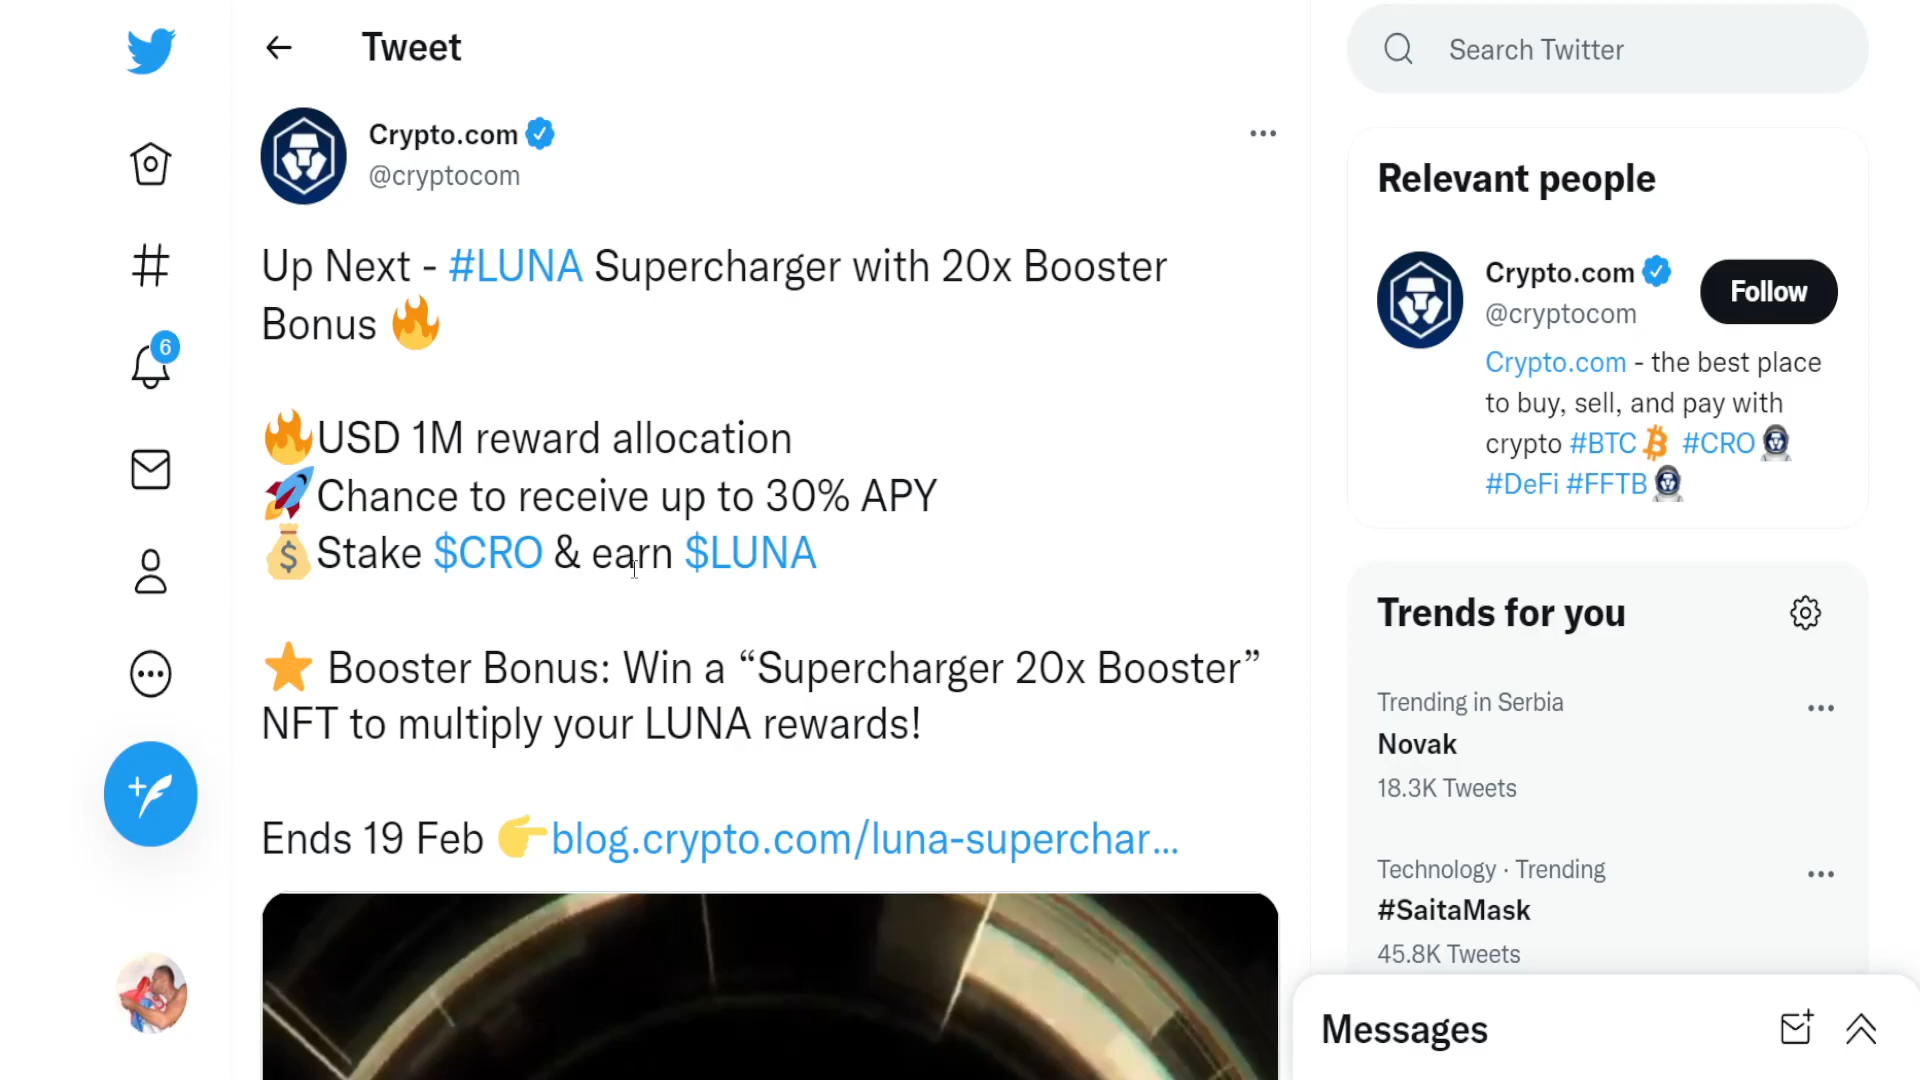 Tweet
Crypto.com
@cryptocom
Up Next - #LUNA Supercharger with 20x Booster
Bonus 🔥
🔥USD 1M reward allocation
🚀Chance to receive up to 30% APY
💰Stake $CRO & earn $LUNA
⭐ Booster Bonus: Win a “Supercharger 20x Booster”
NFT to multiply your LUNA rewards!
Ends 19 Feb 👉blog.crypto.com/luna-superchar…
6
Search Twitter
Relevant people
Crypto.com
@cryptocom
Follow
Crypto.com - the best place
to buy, sell, and pay with
crypto #BTC #CRO
#DeFi #FFTB
Trends for you
Trending in Serbia
Novak
18.3K Tweets
Technology · Trending
#SaitaMask
45.8K Tweets
Messages